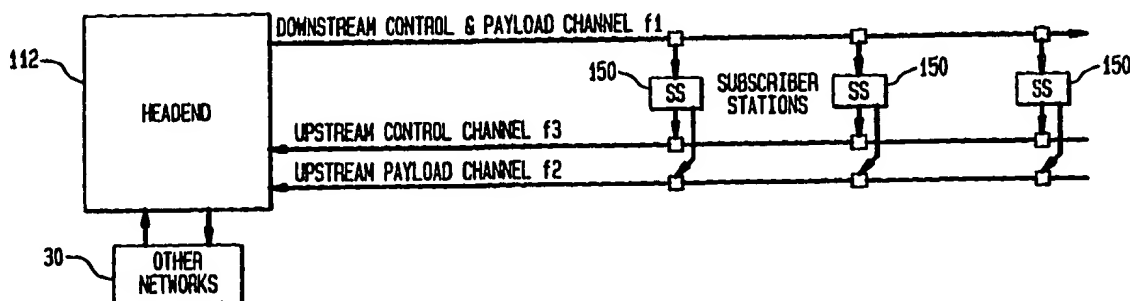 DOWNSTREAM CONTROL & PAYLOAD CHANNEL f1
112
HEADEND
150
SS
SUBSCRIBER
STATIONS
150
SS
150
SS
UPSTREAM CONTROL CHANNEL f3
UPSTREAM PAYLOAD CHANNEL f2
30
OTHER
NETWORKS